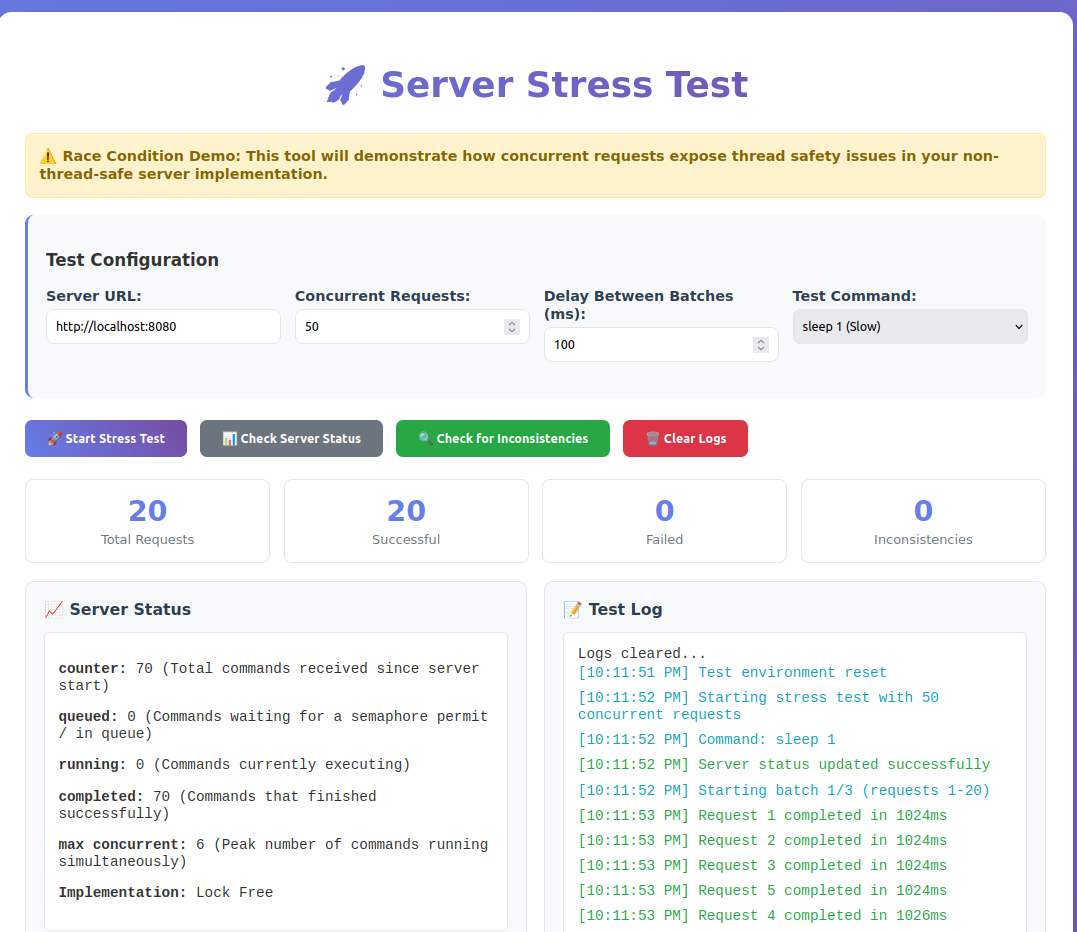 🚀 Server Stress Test
⚠️ Race Condition Demo: This tool will demonstrate how concurrent requests expose thread safety issues in your non-
thread-safe server implementation.
Test Configuration
Server URL:
http://localhost:8080
Concurrent Requests:
50
Delay Between Batches
(ms):
100
Test Command:
sleep 1 (Slow)
🚀 Start Stress Test
📊 Check Server Status
🔍 Check for Inconsistencies
🗑️ Clear Logs
20
Total Requests
20
Successful
0
Failed
0
Inconsistencies
📈 Server Status
counter: 70 (Total commands received since server
start)
queued: 0 (Commands waiting for a semaphore permit
/ in queue)
running: 0 (Commands currently executing)
completed: 70 (Commands that finished
successfully)
max concurrent: 6 (Peak number of commands running
simultaneously)
Implementation: Lock Free
📝 Test Log
Logs cleared...
[10:11:51 PM] Test environment reset
[10:11:52 PM] Starting stress test with 50
concurrent requests
[10:11:52 PM] Command: sleep 1
[10:11:52 PM] Server status updated successfully
[10:11:52 PM] Starting batch 1/3 (requests 1-20)
[10:11:53 PM] Request 1 completed in 1024ms
[10:11:53 PM] Request 2 completed in 1024ms
[10:11:53 PM] Request 3 completed in 1024ms
[10:11:53 PM] Request 5 completed in 1024ms
[10:11:53 PM] Request 4 completed in 1026ms